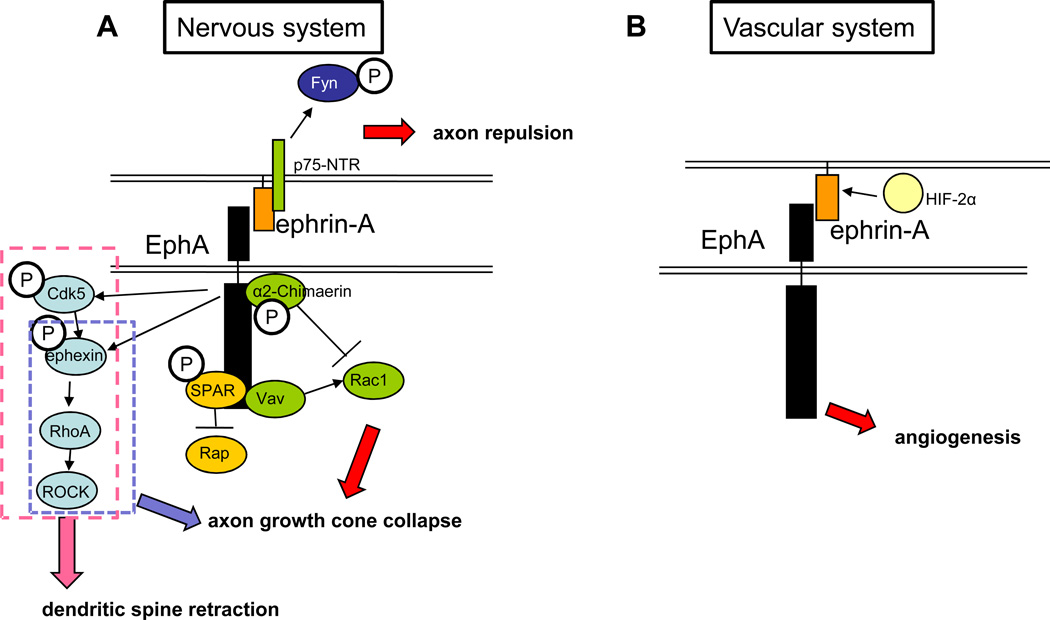 A
Nervous system
B
Vascular system
Fyn
P
axon repulsion
p75-NTR
ephrin-A
EphA
HIF-2α
ephrin-A
EphA
P
Cdk5
α2-Chimaerin
P
P
ephexin
P
SPAR
Vav
Rac1
RhoA
Rap
ROCK
angiogenesis
axon growth cone collapse
dendritic spine retraction